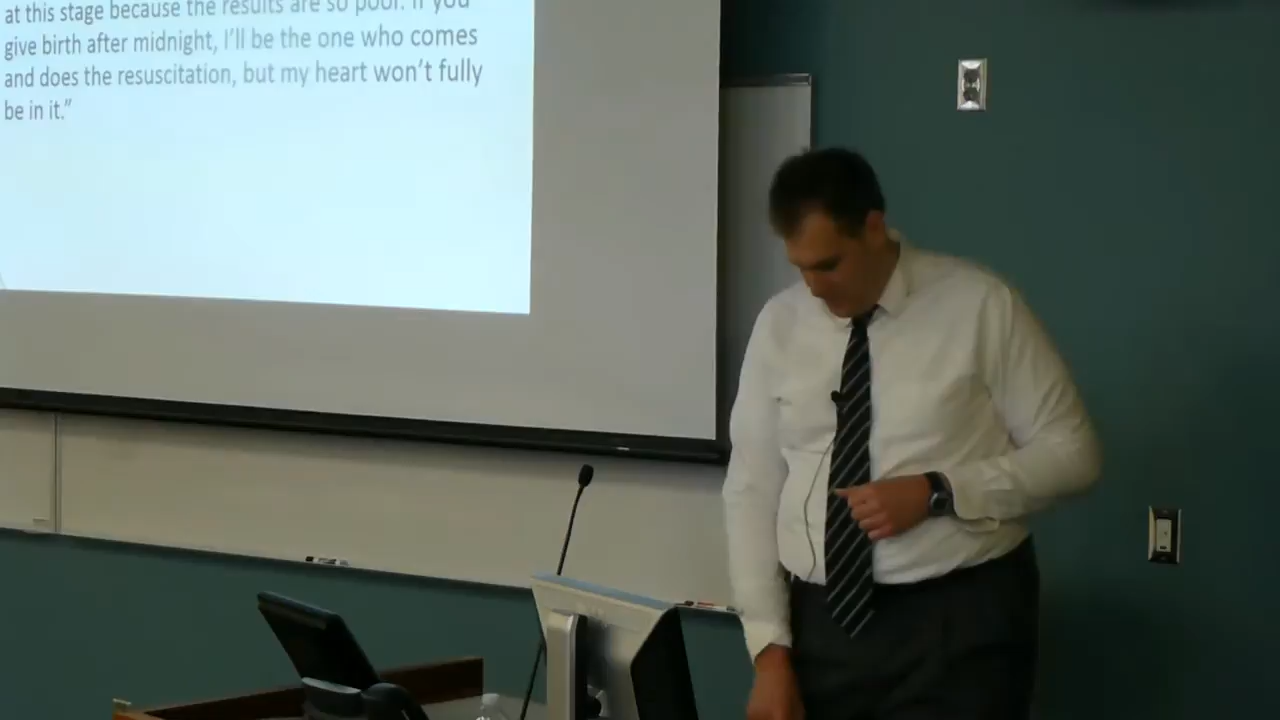 at this stage because the results are so poor. If you
give birth after midnight, I'll be the one who comes
and does the resuscitation, but my heart won't fully
be in it.”